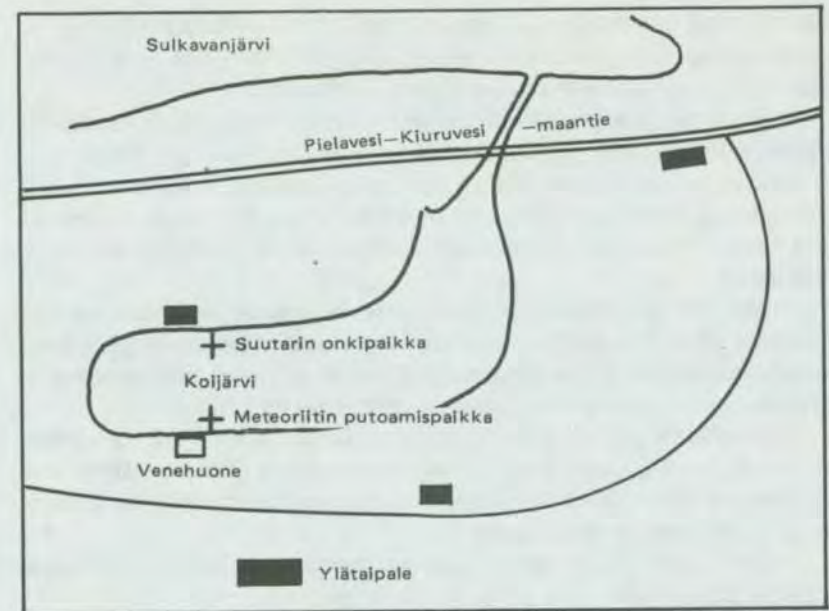 Sulkavanjärvi
Pielavesi–Kiuruvesi –maantie
Suutarin onkipaikka
Koijärvi
Meteoriitin putoamispaikka
Venehuone
Ylätaipale